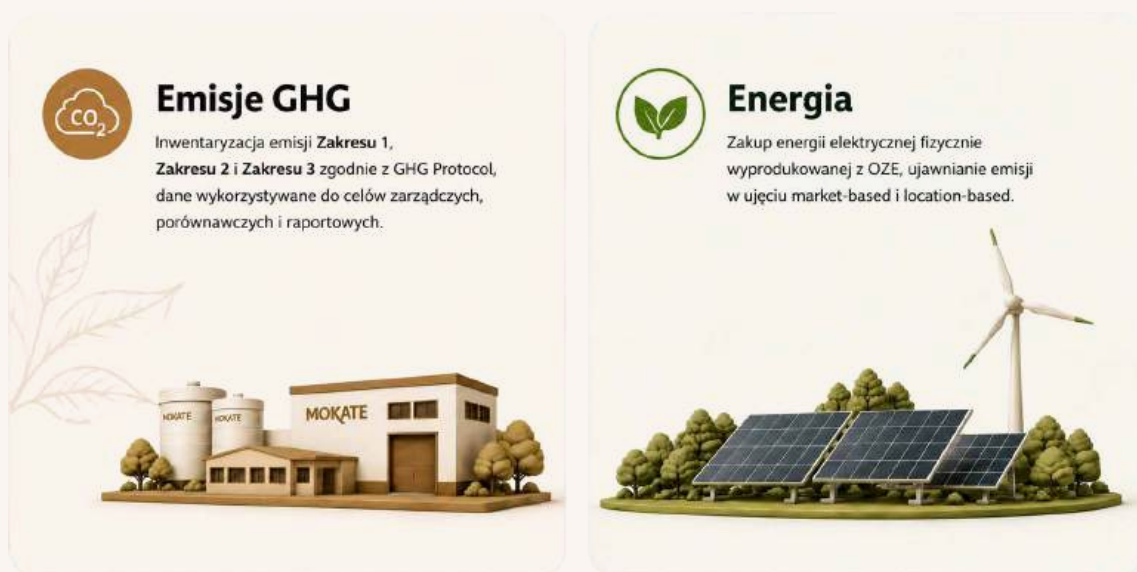 CO2
Emisje GHG
Inwentaryzacja emisji Zakresu 1,
Zakresu 2 i Zakresu 3 zgodnie z GHG Protocol,
dane wykorzystywane do celów zarządczych,
porównawczych i raportowych.
MOKATE
MOKATE
MOKATE
Energia
Zakup energii elektrycznej fizycznie
wyprodukowanej z OZE, ujawnianie emisji
w ujęciu market-based i location-based.